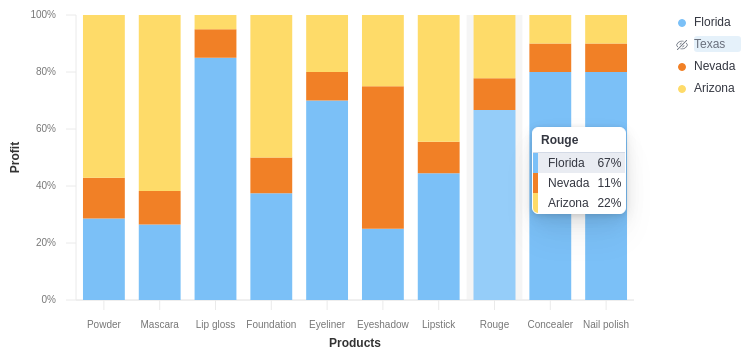 100%
80%
60%
40%
20%
0%
Profit
Powder
Mascara
Lip gloss
Foundation
Eyeliner
Eyeshadow
Lipstick
Rouge
Concealer
Nail polish
Products
Florida
Texas
Nevada
Arizona
Rouge
Florida 67%
Nevada 11%
Arizona 22%